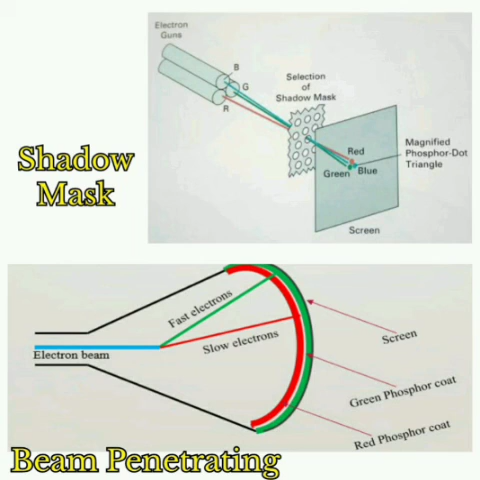 Electron
Guns
B
G
R
Selection
of
Shadow Mask
Red
Green
Blue
Magnified
Phosphor-Dot
Triangle
Screen
Shadow
Mask
Fast electrons
Slow electrons
Electron beam
Screen
Green Phosphor coat
Red Phosphor coat
Beam Penetrating